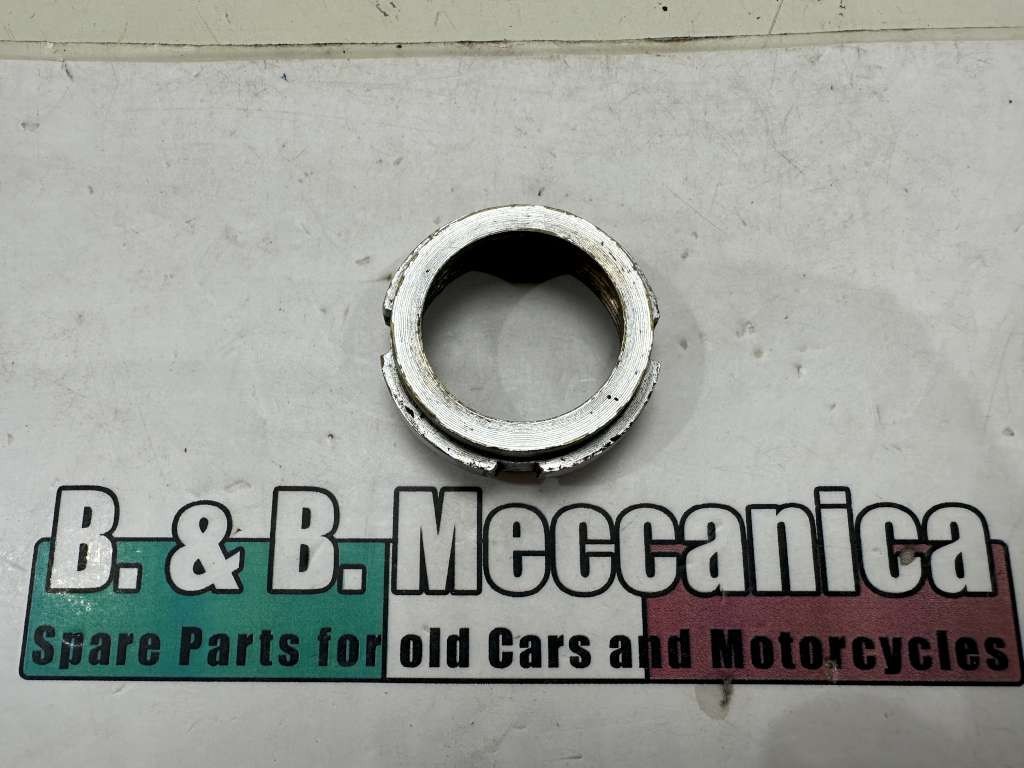 B. & B. Meccanica
Spare Parts for old Cars and Motorcycles